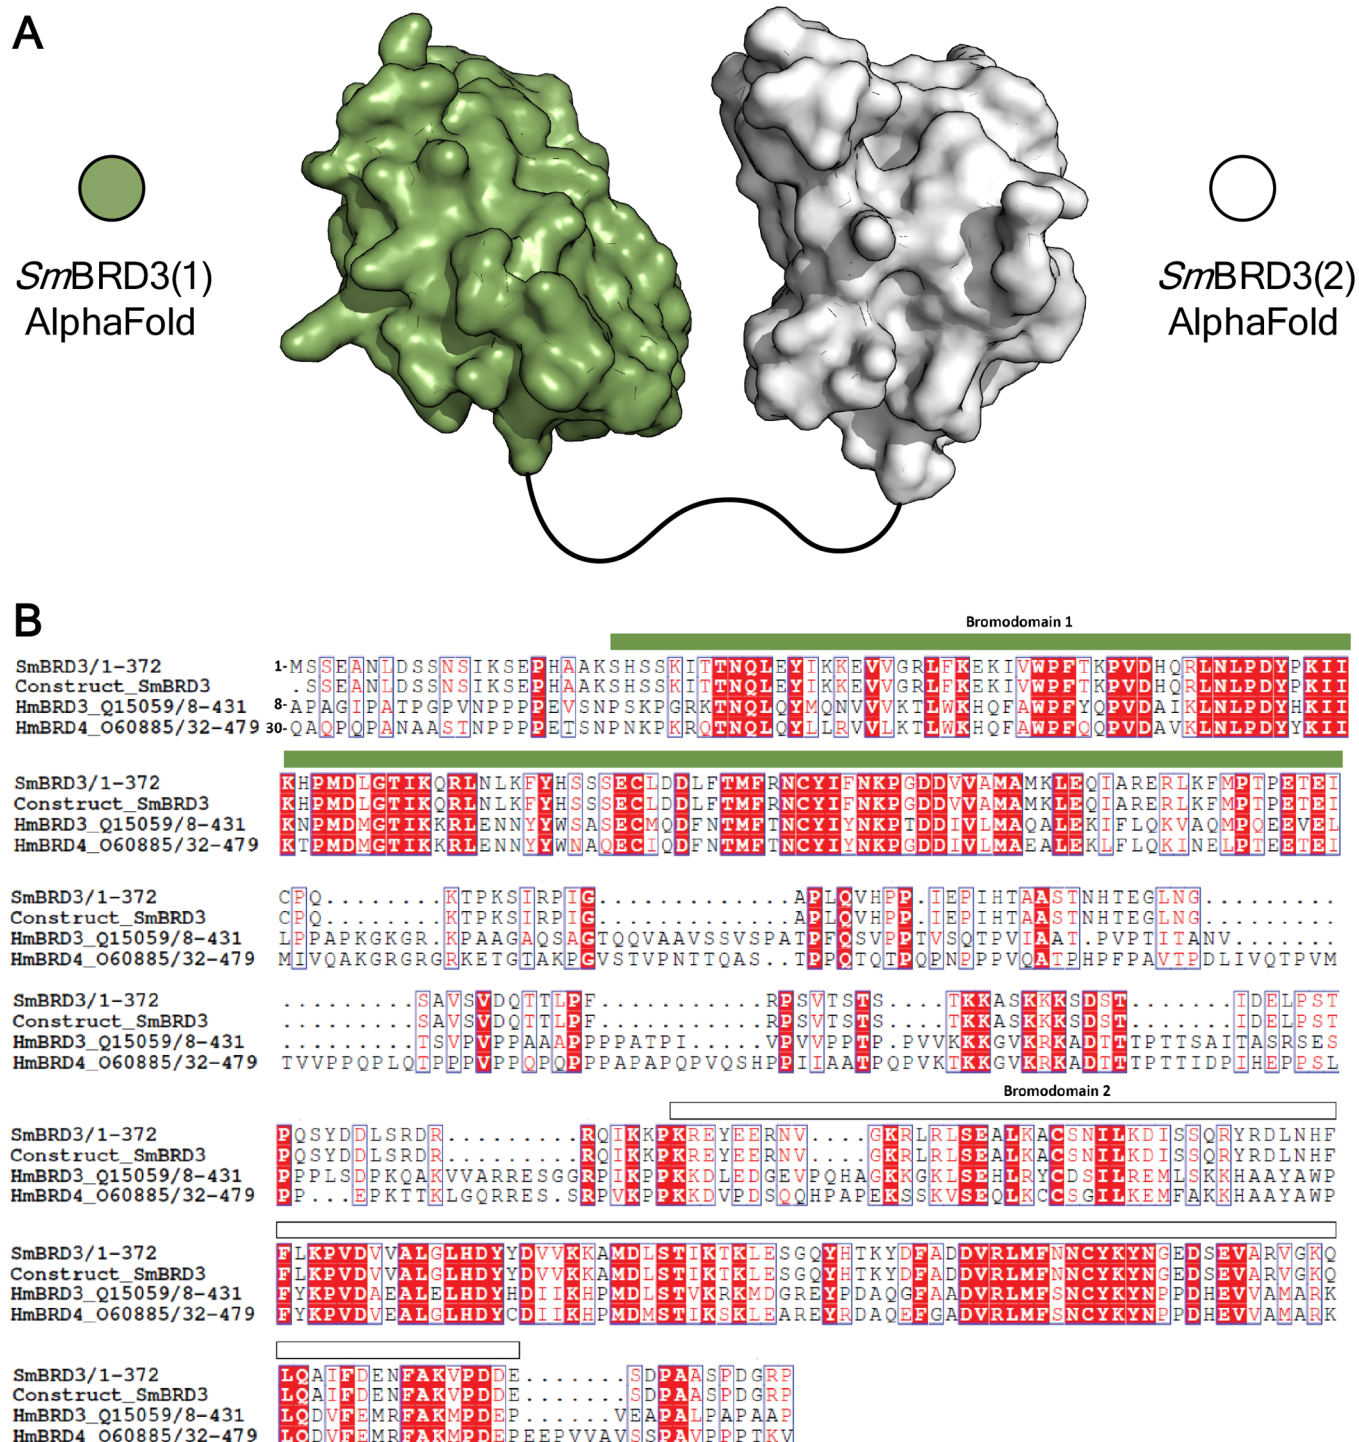 A
SmBRD3(1)
AlphaFold
SmBRD3(2)
AlphaFold
B
Bromodomain 1
SmBRD3/1-372 1-MSSEANLDSSNSIKSEPHAAKSHSSKITTNQLEYIKKEVVGRLFKEKIVWPFTKPVDHQRLNLPDYPKII
Construct_SmBRD3 .SSEANLDSSNSIKSEPHAAKSHSSKITTNQLEYIKKEVVGRLFKEKIVWPFTKPVDHQRLNLPDYPKII
HmBRD3_Q15059/8-431 8-APAGIPATPGPVNPPPPEVSNPSKPGRKTNQLQYMQNVVVKTLWKHQFAWPFYQPVDAIKLNLPDYHKII
HmBRD4_O60885/32-479 30-QAQPQPANAASTNPPPPETSNPNKPKRQTNQLQYLLRVVLKTLWKHQFAWPFQQPVDAVKLNLPDYYKII
SmBRD3/1-372 KHPMDLGTIKQRLNLKFYHSSSECLDDLFTMFRNCYIFNKPGDDVVAMAMKLEQIARERLKFMPTPETEI
Construct_SmBRD3 KHPMDLGTIKQRLNLKFYHSSSECLDDLFTMFRNCYIFNKPGDDVVAMAMKLEQIARERLKFMPTPETEI
HmBRD3_Q15059/8-431 KNPMDMGTIKKRLENNYYWSASECMQDFNTMFTNCYIYNKPTDDIVLMAQALEKIFLQKVAQMPQEEVEL
HmBRD4_O60885/32-479 KTPMDMGTIKKRLENNYYWNAQECIQDFNTMFTNCYIYNKPGDDIVLMAEALEKLFLQKINELPTEETEI
SmBRD3/1-372 CPQ........KTPKSIRPIG............APLQVHPP.IEPIHTAASTNHTEGLNG.........
Construct_SmBRD3 CPQ........KTPKSIRPIG............APLQVHPP.IEPIHTAASTNHTEGLNG.........
HmBRD3_Q15059/8-431 LPPAPKGKGR.KPAAGAQSAGTQQVAAVSSVSPATPFQSVPPTVSQTPVIAAT.PVPTITANV.......
HmBRD4_O60885/32-479 MIVQAKGRGRGRKETGTAKPGVSTVPNTTQAS..TPPQTQTPQPNPPPVQATPHPFPAVTPDLIVQTPVM
SmBRD3/1-372 .........SAVSVDQTTLPF...........RPSVTSTS....TKKASKKKSDST.......IDELPST
Construct_SmBRD3 .........SAVSVDQTTLPF...........RPSVTSTS....TKKASKKKSDST.......IDELPST
HmBRD3_Q15059/8-431 .........TSVPVPPAAAPPPPATPI.....VPVVPPTP.PVVKKKGVKRKADTTTPTTSAITASRSES
HmBRD4_O60885/32-479 TVVPPQPLQTPPPVPPQPQPPPAPAPQPVQSHPPIIAATPQPVKTKKGVKRKADTTTPTTIDPIHEPPSL
Bromodomain 2
SmBRD3/1-372 PQSYDDLSRDR.........RQIKKPKREYEERNV....GKRLRLSEALKACSNILKDISSQRYRDLNHF
Construct_SmBRD3 PQSYDDLSRDR.........RQIKKPKREYEERNV....GKRLRLSEALKACSNILKDISSQRYRDLNHF
HmBRD3_Q15059/8-431 PPPLSDPKQAKVVARRESGGRPIKPPKKDLEDGEVPQHAGKKGKLSEHLRYCDSILREMLSKKHAAYAWP
HmBRD4_O60885/32-479 PP...EPKTTKLGQRRES.SRPVKPPKKDVPDSQQHPAPEKSSKVSEQLKCCSGILKEMFAKKHAAYAWP
SmBRD3/1-372 FLKPVDVVALGLHDYYDVVKKAMDLSTIKTKLESGQYHTKYDFADDVRLMFNNCYKYNGEDSEVARVGKQ
Construct_SmBRD3 FLKPVDVVALGLHDYYDVVKKAMDLSTIKTKLESGQYHTKYDFADDVRLMFNNCYKYNGEDSEVARVGKQ
HmBRD3_Q15059/8-431 FYKPVDAEALELHDYHDIIKHPMDLSTVKRKMDGREYPDAQGFAADVRLMFSNCYKYNPPDHEVVAMARK
HmBRD4_O60885/32-479 FYKPVDVEALGLHDYCDIIKHPMDMSTIKSKLEAREYRDAQEFGADVRLMFSNCYKYNPPDHEVVAMARK
SmBRD3/1-372 LQAIFDENFAKVPDDE.......SDPAASPDGRP
Construct_SmBRD3 LQAIFDENFAKVPDDE.......SDPAASPDGRP
HmBRD3_Q15059/8-431 LQDVFEMRFAKMPDEP......VEAPALPAPAAP
HmBRD4_O60885/32-479 LQDVFEMRFAKMPDEPEEPVVAVSSPAVPPPTKV